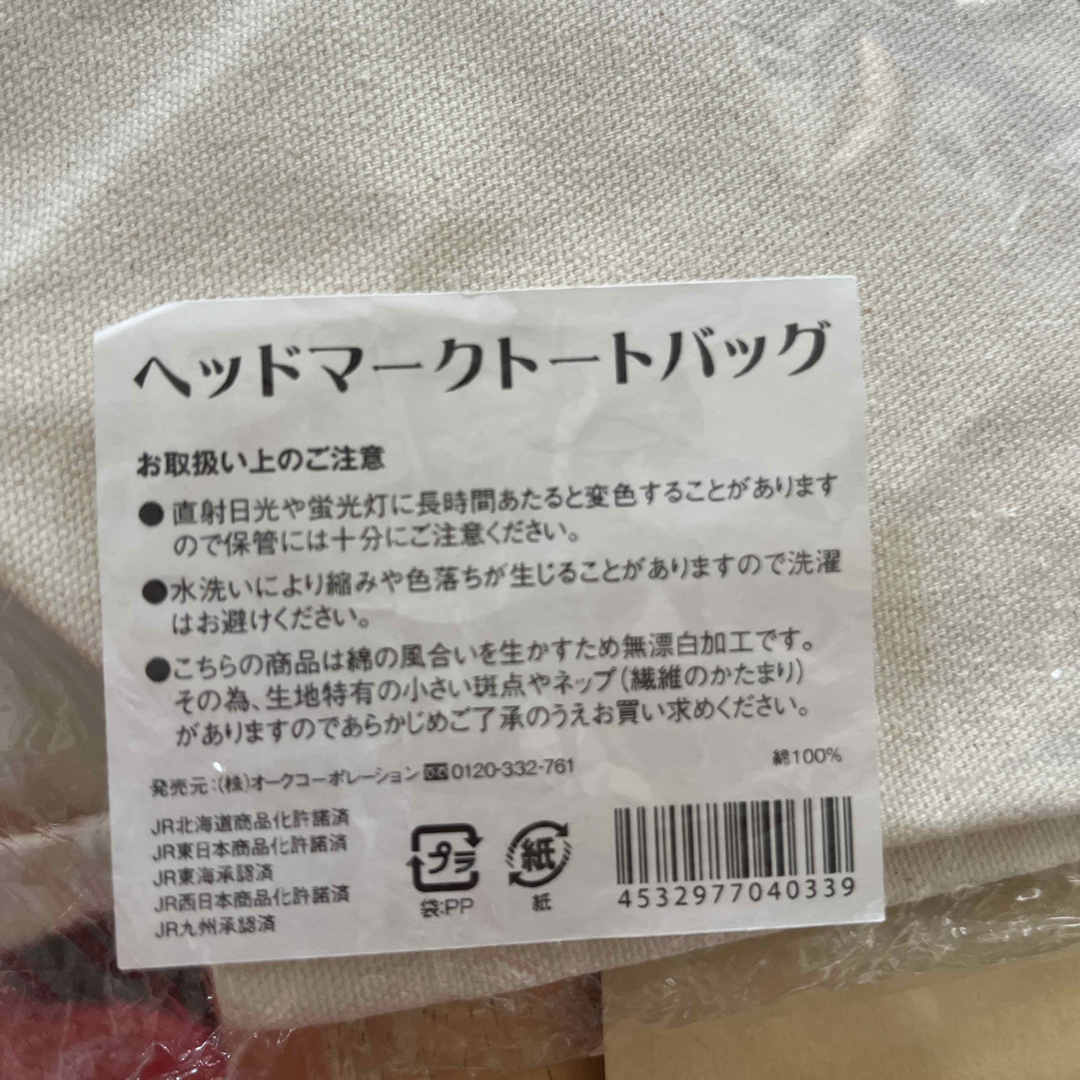 ヘッドマークトートバッグ
お取扱い上のご注意
●直射日光や蛍光灯に長時間あたると変色することがあります
ので保管には十分にご注意ください。
●水洗いにより縮みや色落ちが生じることがありますので洗濯
はお避けください。
●こちらの商品は綿の風合いを生かすため無漂白加工です。
その為、生地特有の小さい斑点やネップ(繊維のかたまり)
がありますのであらかじめご了承のうえお買い求めください。
綿100%
発売元:(株)オークコーポレーション 0120-332-761
JR北海道商品化許諾済
JR東日本商品化許諾済
JR東海承認済
JR西日本商品化許諾済
JR九州承認済
プラ
袋:PP
紙
紙
4532977040339